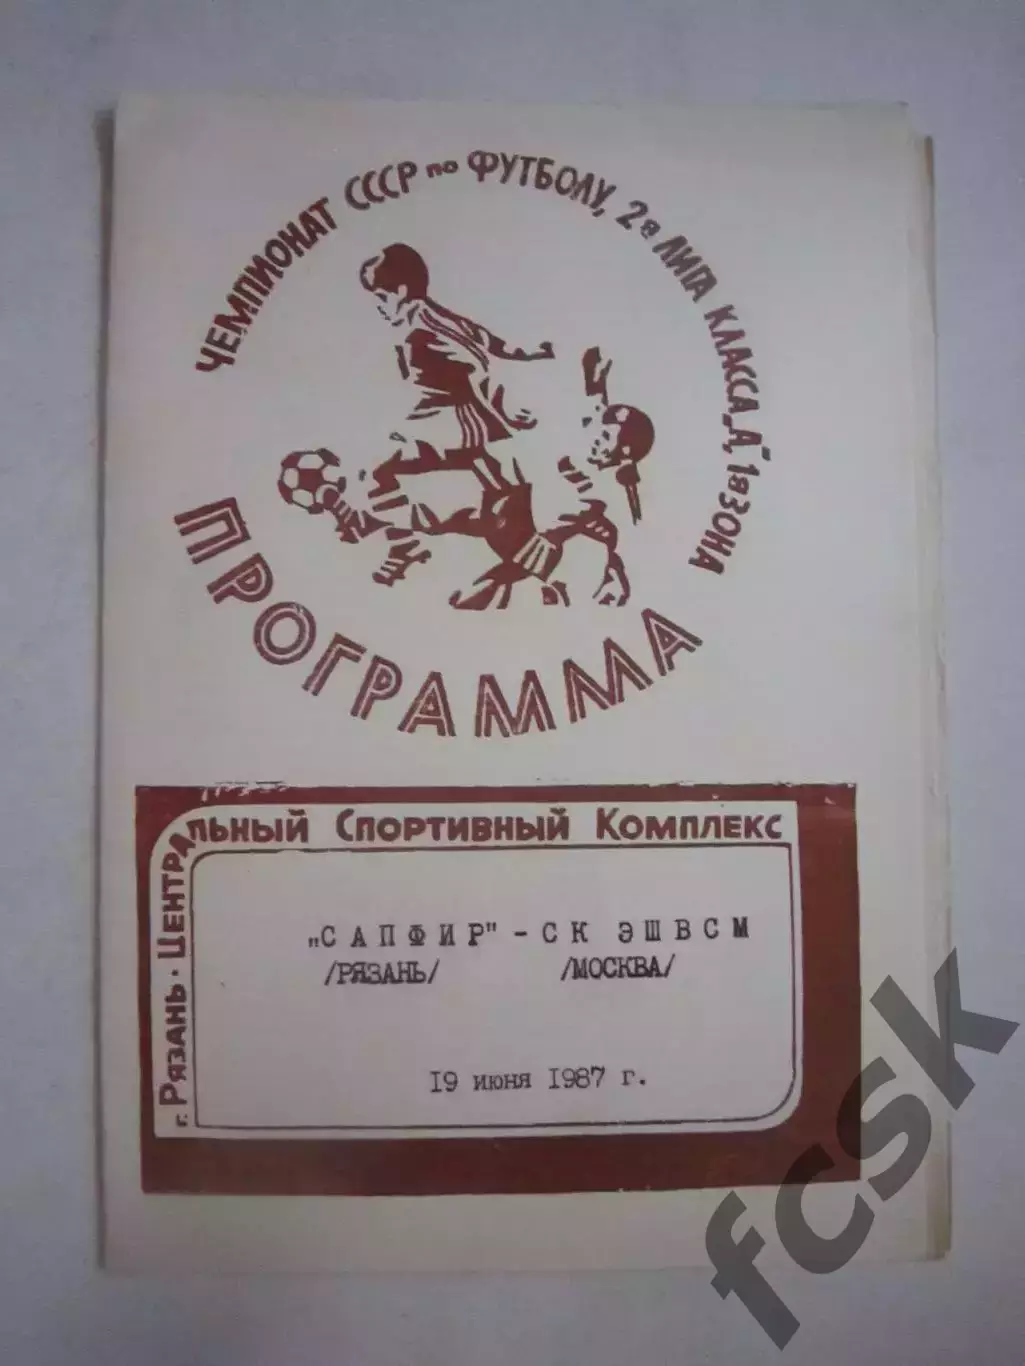 ЧЕМПИОНАТ СССР по ФУТБОЛУ, 2я ЛИГА КЛАССА „А", 1я ЗОНА
ПРОГРАММА
г. РЯЗАНЬ · ЦЕНТРАЛЬНЫЙ СПОРТИВНЫЙ КОМПЛЕКС
„САПФИР" - СК ЭШВСМ
/РЯЗАНЬ/ /МОСКВА/
19 июня 1987 г.
fcsk